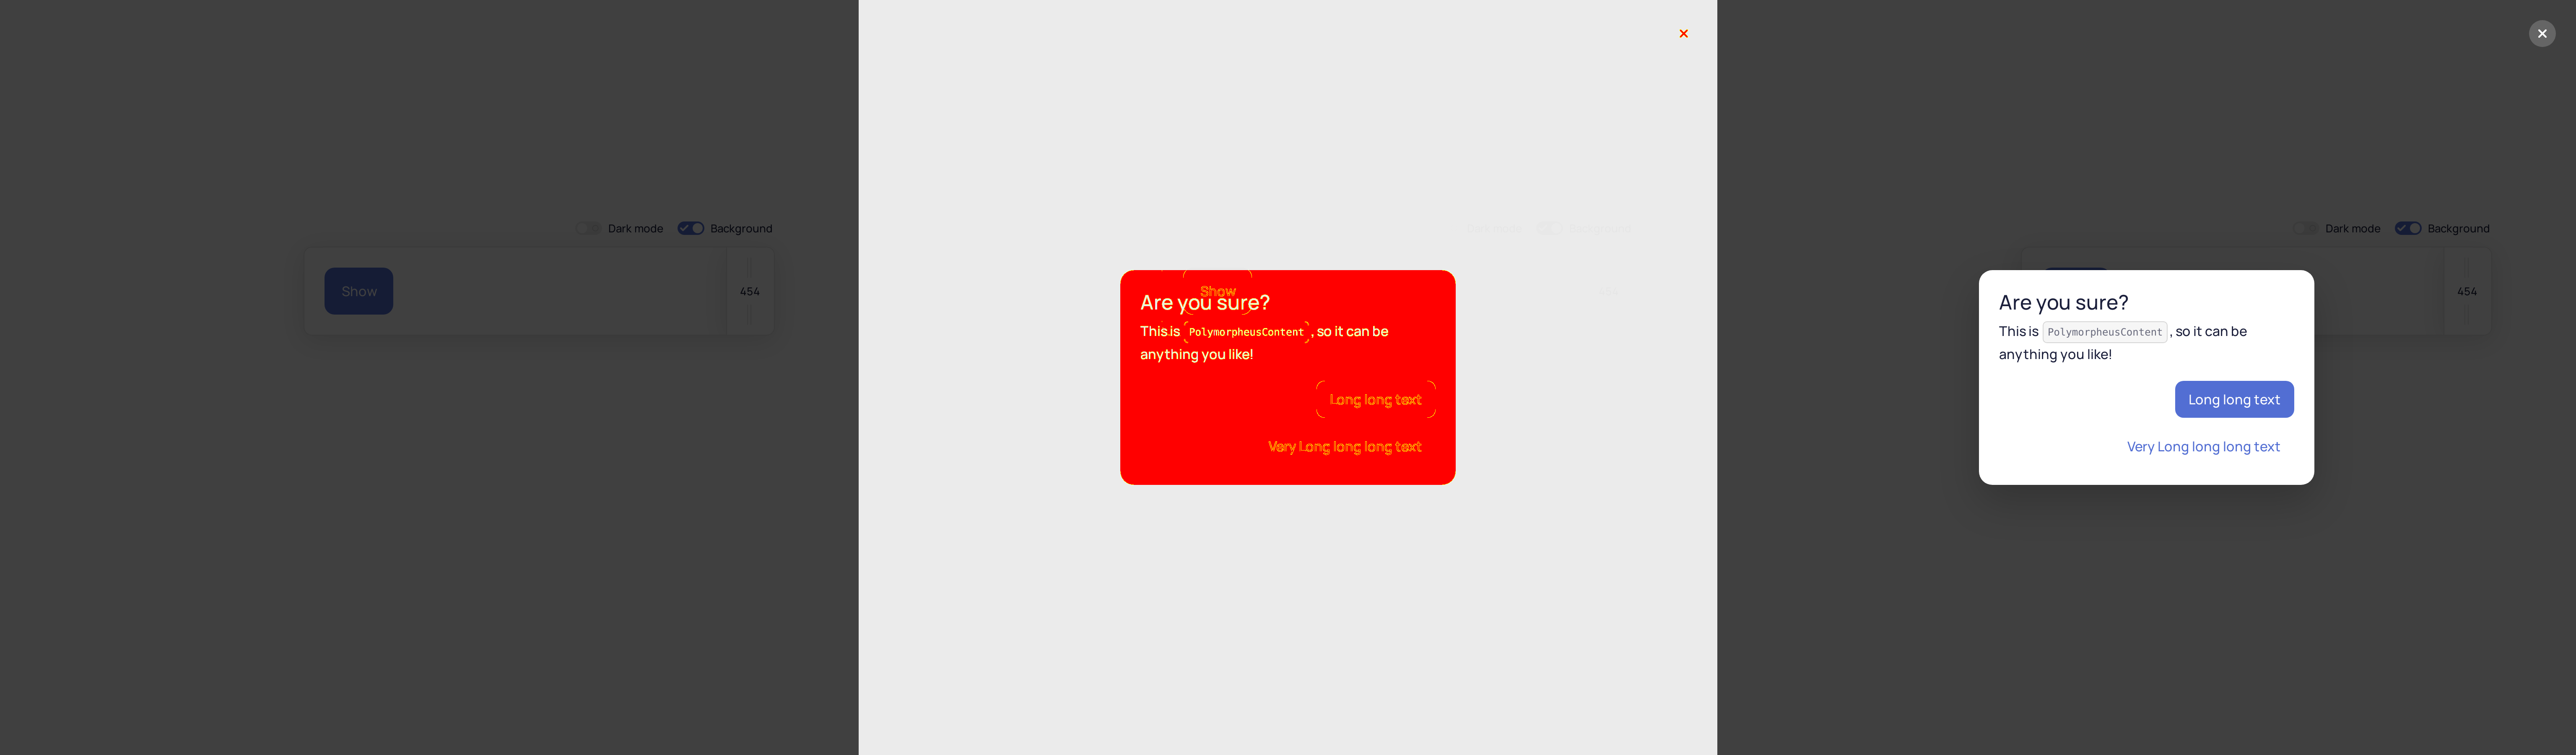 Dark mode Background
Show 454
Show
Are you sure?
This is PolymorpheusContent, so it can be
anything you like!
Long long text
Very Long long long text
Dark mode Background
454
Are you sure?
This is PolymorpheusContent, so it can be
anything you like!
Long long text
Very Long long long text